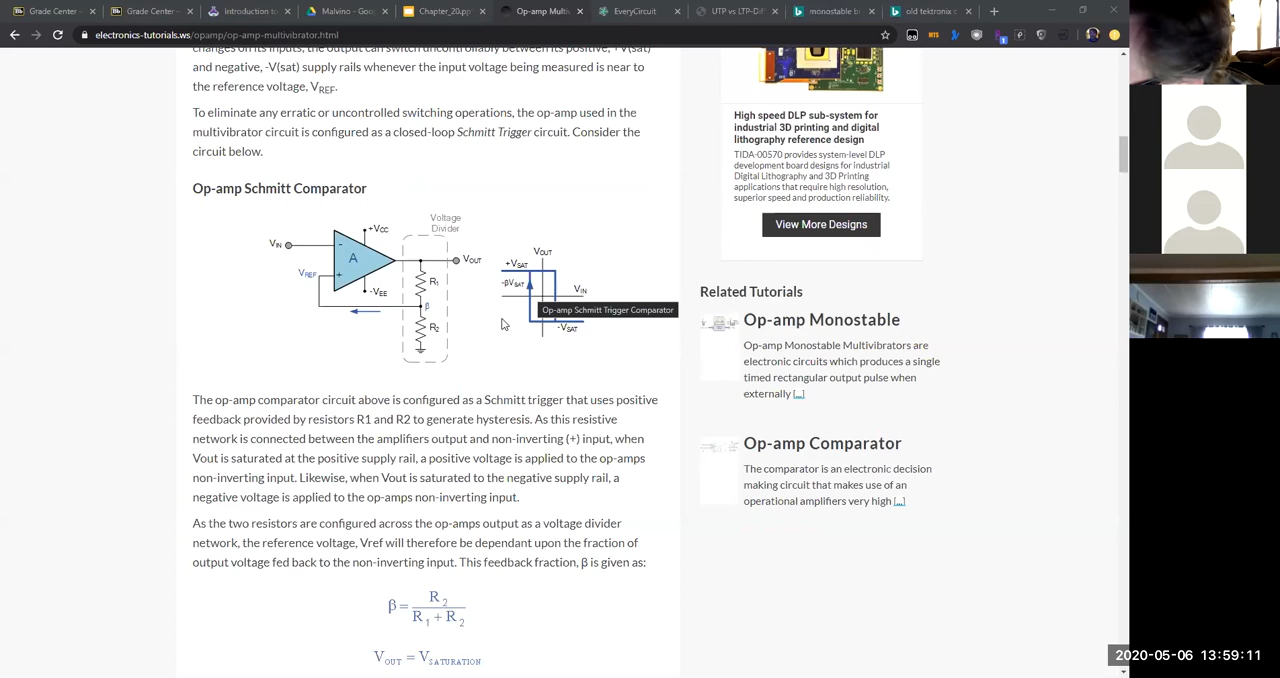 Grade Center –
Grade Center –
introduction to
Malvino - Goo
Chapter_20.pp
Op-amp Multi
EveryCircuit
UTP vs LTP-Dif
monostable b
old tektronix c
electronics-tutorials.ws/opamp/op-amp-multivibrator.html
changes on its inputs, the output can switch uncontrollably between its positive, +V(sat)
and negative, -V(sat) supply rails whenever the input voltage being measured is near to
the reference voltage, VREF.
To eliminate any erratic or uncontrolled switching operations, the op-amp used in the
multivibrator circuit is configured as a closed-loop Schmitt Trigger circuit. Consider the
circuit below.
Op-amp Schmitt Comparator
Voltage
Divider
+VCC
VIN
-
A
VREF
+
-VEE
VOUT
R1
β
R2
VOUT
+VSAT
-βVSAT
VIN
Op-amp Schmitt Trigger Comparator
-VSAT
The op-amp comparator circuit above is configured as a Schmitt trigger that uses positive
feedback provided by resistors R1 and R2 to generate hysteresis. As this resistive
network is connected between the amplifiers output and non-inverting (+) input, when
Vout is saturated at the positive supply rail, a positive voltage is applied to the op-amps
non-inverting input. Likewise, when Vout is saturated to the negative supply rail, a
negative voltage is applied to the op-amps non-inverting input.
As the two resistors are configured across the op-amps output as a voltage divider
network, the reference voltage, Vref will therefore be dependant upon the fraction of
output voltage fed back to the non-inverting input. This feedback fraction, β is given as:
β = R2 / (R1 + R2)
VOUT = VSATURATION
High speed DLP sub-system for
industrial 3D printing and digital
lithography reference design
TIDA-00570 provides system-level DLP
development board designs for industrial
Digital Lithography and 3D Printing
applications that require high resolution,
superior speed and production reliability.
View More Designs
Related Tutorials
Op-amp Monostable
Op-amp Monostable Multivibrators are
electronic circuits which produces a single
timed rectangular output pulse when
externally [...]
Op-amp Comparator
The comparator is an electronic decision
making circuit that makes use of an
operational amplifiers very high [...]
2020-05-06 13:59:11